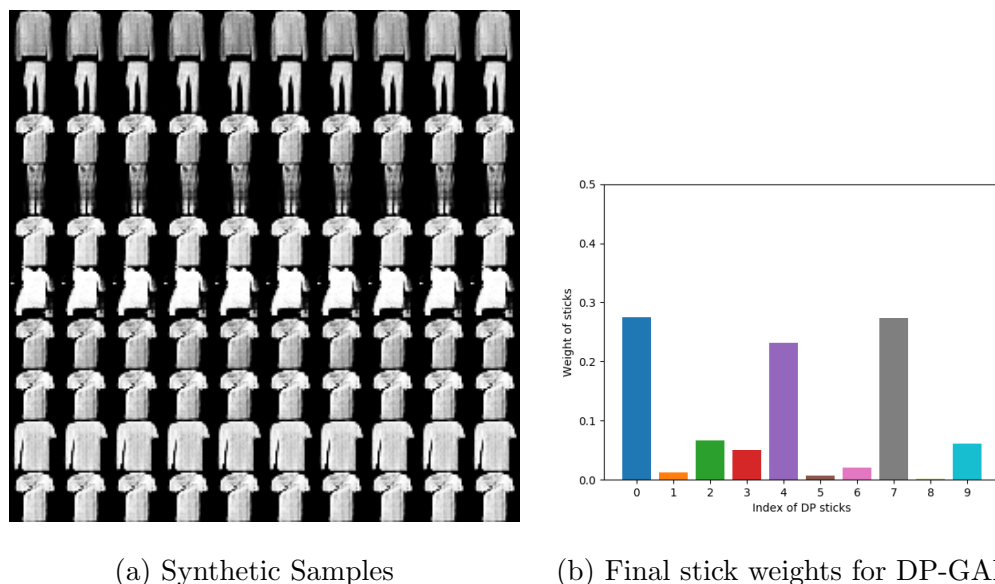 0.5
0.4
0.3
0.2
0.1
0.0
Weight of sticks
0 1 2 3 4 5 6 7 8 9
Index of DP sticks
(a) Synthetic Samples
(b) Final stick weights for DP-GA